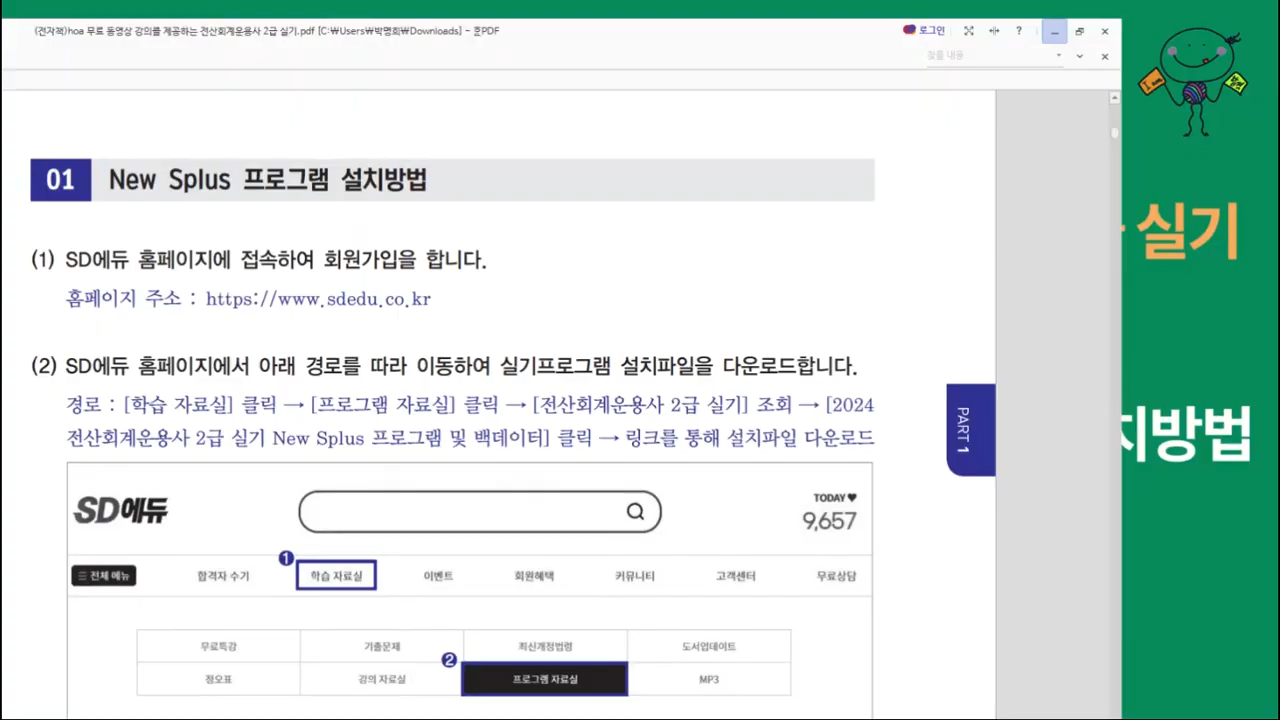 (전자책)hoa 무료 동영상 강의를 제공하는 전산회계운용사 2급 실기.pdf [C:₩Users₩박명희₩Downloads] - 흔PDF
로그인
?
찾을 내용
01 New Splus 프로그램 설치방법
(1) SD에듀 홈페이지에 접속하여 회원가입을 합니다.
홈페이지 주소 : https://www.sdedu.co.kr
(2) SD에듀 홈페이지에서 아래 경로를 따라 이동하여 실기프로그램 설치파일을 다운로드합니다.
경로 : [학습 자료실] 클릭 → [프로그램 자료실] 클릭 → [전산회계운용사 2급 실기] 조회 → [2024
전산회계운용사 2급 실기 New Splus 프로그램 및 백데이터] 클릭 → 링크를 통해 설치파일 다운로드
SD에듀
TODAY♥
9,657
전체 메뉴 합격자 수기 1 학습 자료실 이벤트 회원혜택 커뮤니티 고객센터 무료상담
무료특강 기출문제 최신개정법령 도서업데이트
정오표 강의 자료실 2 프로그램 자료실 MP3
PART 1
실기
치방법